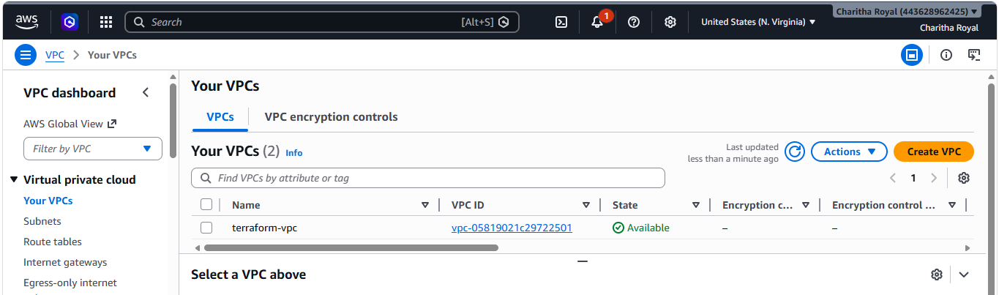 aws
Search [Alt+S]
1
United States (N. Virginia)
Charitha Royal (443628962425)
Charitha Royal
VPC
Your VPCs
VPC dashboard
AWS Global View
Filter by VPC
Virtual private cloud
Your VPCs
Subnets
Route tables
Internet gateways
Egress-only internet
Your VPCs
VPCs
VPC encryption controls
Your VPCs (2) Info
Last updated
less than a minute ago
Actions
Create VPC
Find VPCs by attribute or tag
1
Name VPC ID State Encryption c... Encryption control ...
terraform-vpc vpc-05819021c29722501 Available – –
Select a VPC above